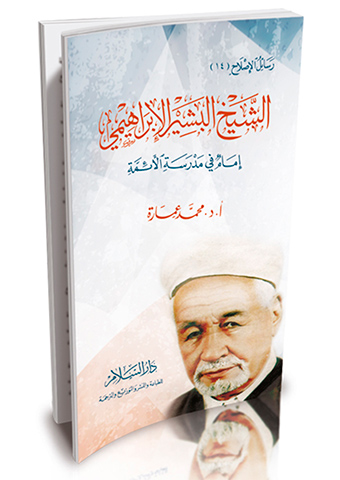 رسائل الإصلاح (١٤)
الشيخ البشير الإبراهيمي
إمام في مدرسة الأئمة
أ. د. محمد عمارة
دار السلام
للطباعة والنشر والتوزيع والترجمة